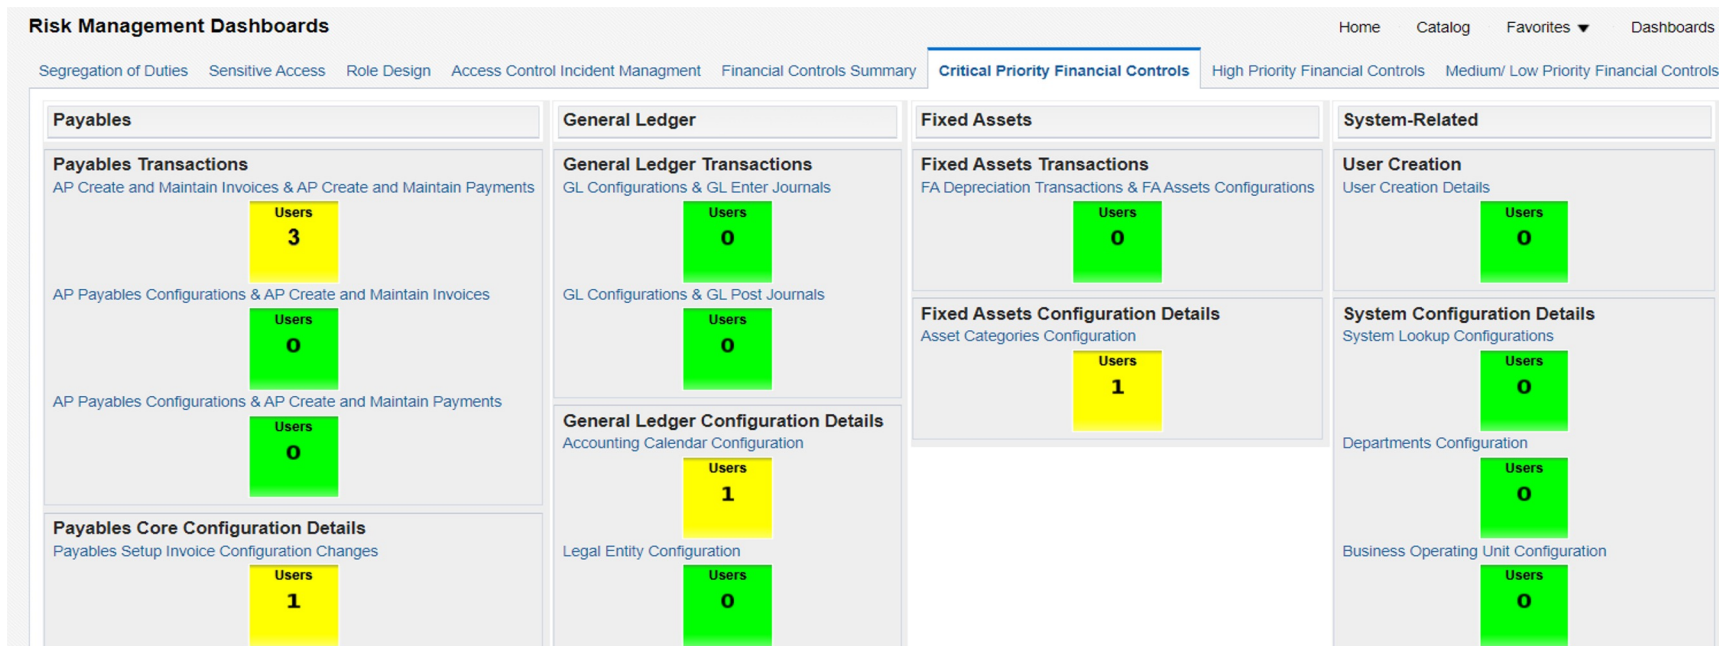 Risk Management Dashboards
Home Catalog Favorites Dashboards
Segregation of Duties Sensitive Access Role Design Access Control Incident Managment Financial Controls Summary Critical Priority Financial Controls High Priority Financial Controls Medium/ Low Priority Financial Controls
Payables
Payables Transactions
AP Create and Maintain Invoices & AP Create and Maintain Payments
Users
3
AP Payables Configurations & AP Create and Maintain Invoices
Users
0
AP Payables Configurations & AP Create and Maintain Payments
Users
0
Payables Core Configuration Details
Payables Setup Invoice Configuration Changes
Users
1
General Ledger
General Ledger Transactions
GL Configurations & GL Enter Journals
Users
0
GL Configurations & GL Post Journals
Users
0
General Ledger Configuration Details
Accounting Calendar Configuration
Users
1
Legal Entity Configuration
Users
0
Fixed Assets
Fixed Assets Transactions
FA Depreciation Transactions & FA Assets Configurations
Users
0
Fixed Assets Configuration Details
Asset Categories Configuration
Users
1
System-Related
User Creation
User Creation Details
Users
0
System Configuration Details
System Lookup Configurations
Users
0
Departments Configuration
Users
0
Business Operating Unit Configuration
Users
0